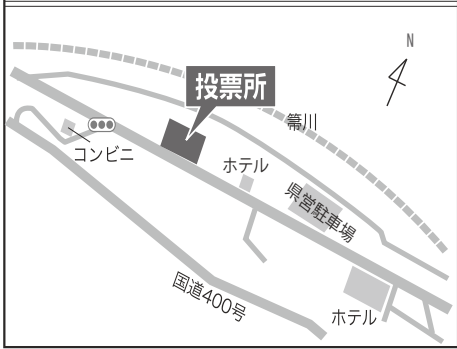 N
投票所
箒川
コンビニ
ホテル
県営駐車場
国道400号
ホテル